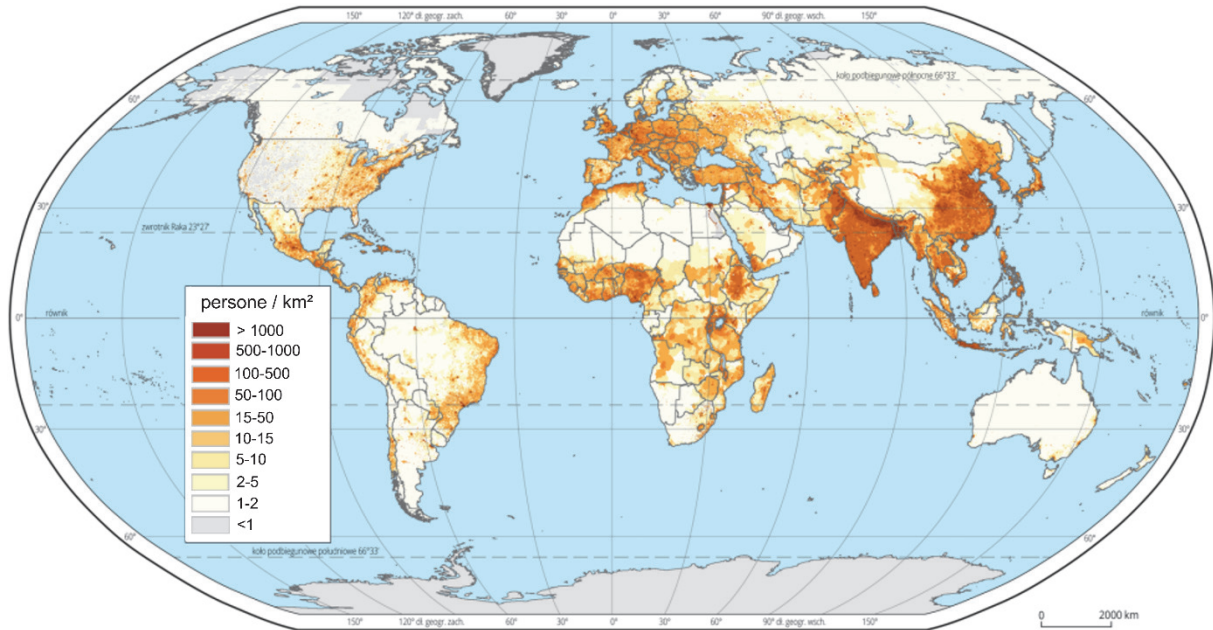 150° 120° dł. geogr. zach. 60° 30° 0° 30° 60° 90° dł. geogr. wsch. 150°
koło podbiegunowe północne 66°33'
60° 60°
30° 30°
zwrotnik Raka 23°27'
równik równik
0° 0°
persone / km²
> 1000
500-1000
100-500
50-100
15-50
10-15
5-10
2-5
1-2
<1
30° 30°
koło podbiegunowe południowe 66°33'
60° 60°
150° 120° dł. geogr. zach. 60° 30° 0° 30° 60° 90° dł. geogr. wsch. 150°
0 2000 km